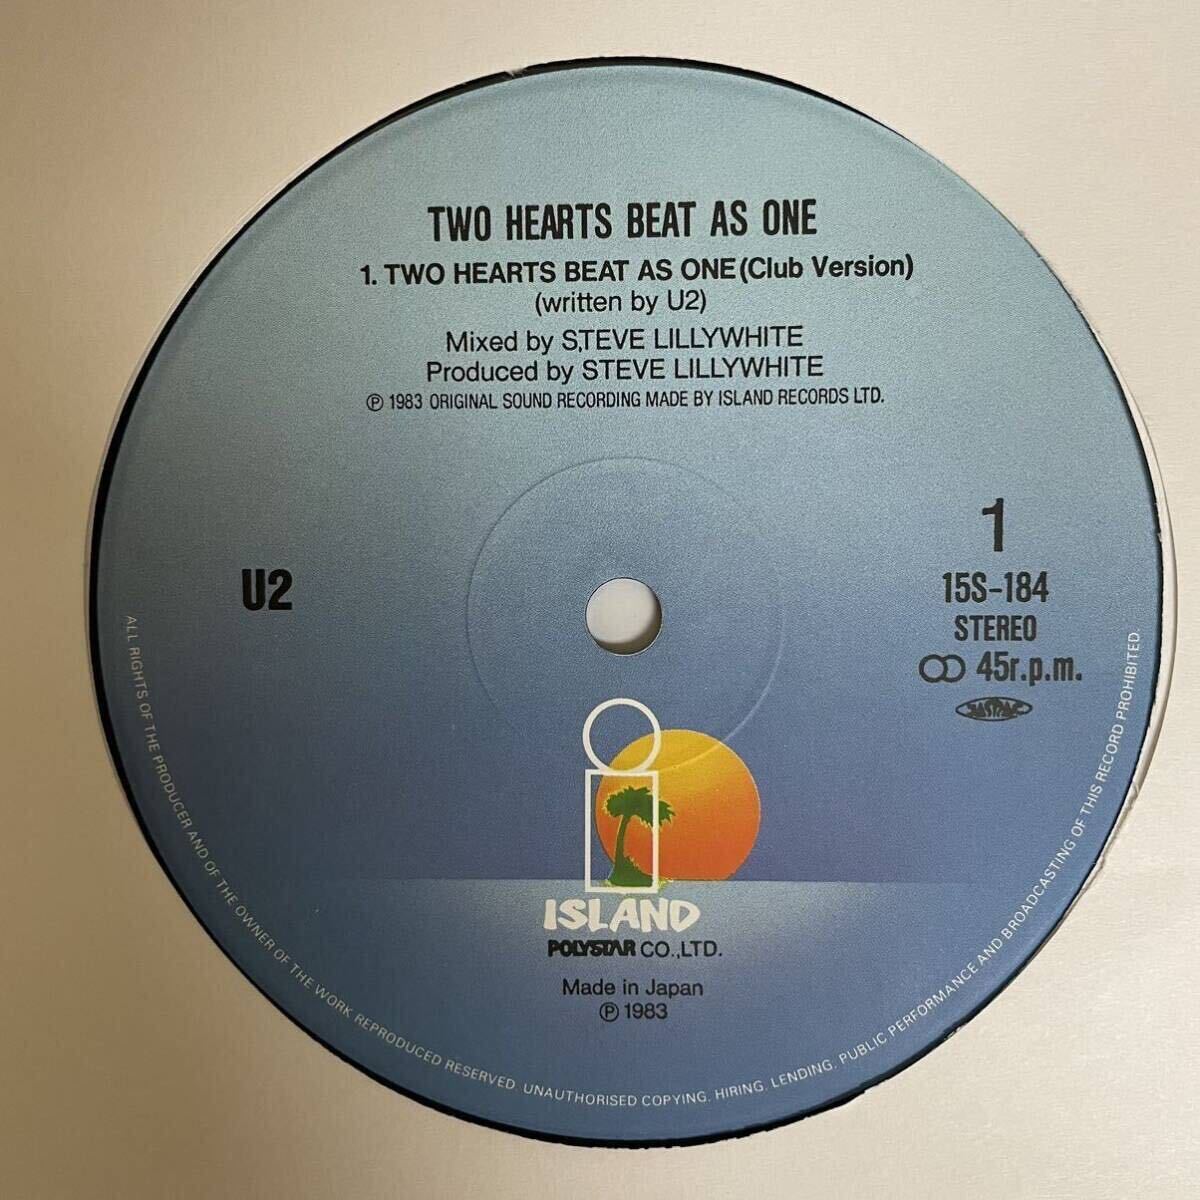 TWO HEARTS BEAT AS ONE
1. TWO HEARTS BEAT AS ONE (Club Version)
(written by U2)
Mixed by S,TEVE LILLYWHITE
Produced by STEVE LILLYWHITE
Ⓟ 1983 ORIGINAL SOUND RECORDING MADE BY ISLAND RECORDS LTD.
U2
1
15S-184
STEREO
45r.p.m.
JASRAC
ISLAND
POLYSTAR CO.,LTD.
Made in Japan
Ⓟ 1983
ALL RIGHTS OF THE PRODUCER AND OF THE OWNER OF THE WORK REPRODUCED RESERVED. UNAUTHORISED COPYING. HIRING. LENDING. PUBLIC PERFORMANCE AND BROADCASTING OF THIS RECORD PROHIBITED.